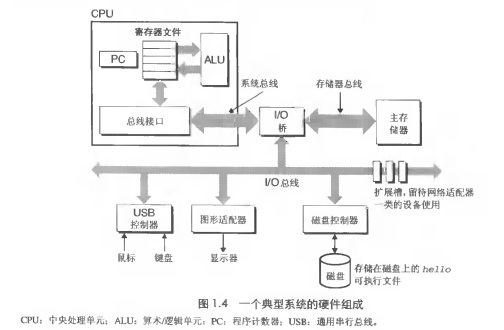 CPU
寄存器文件
PC
ALU
系统总线
存储器总线
总线接口
I/O
桥
主存
储器
I/O 总线
扩展槽，留待网络适配器
一类的设备使用
USB
控制器
图形适配器
磁盘控制器
鼠标
键盘
显示器
磁盘
存储在磁盘上的 hello
可执行文件
图 1.4 一个典型系统的硬件组成
CPU：中央处理单元；ALU：算术/逻辑单元；PC：程序计数器；USB：通用串行总线。